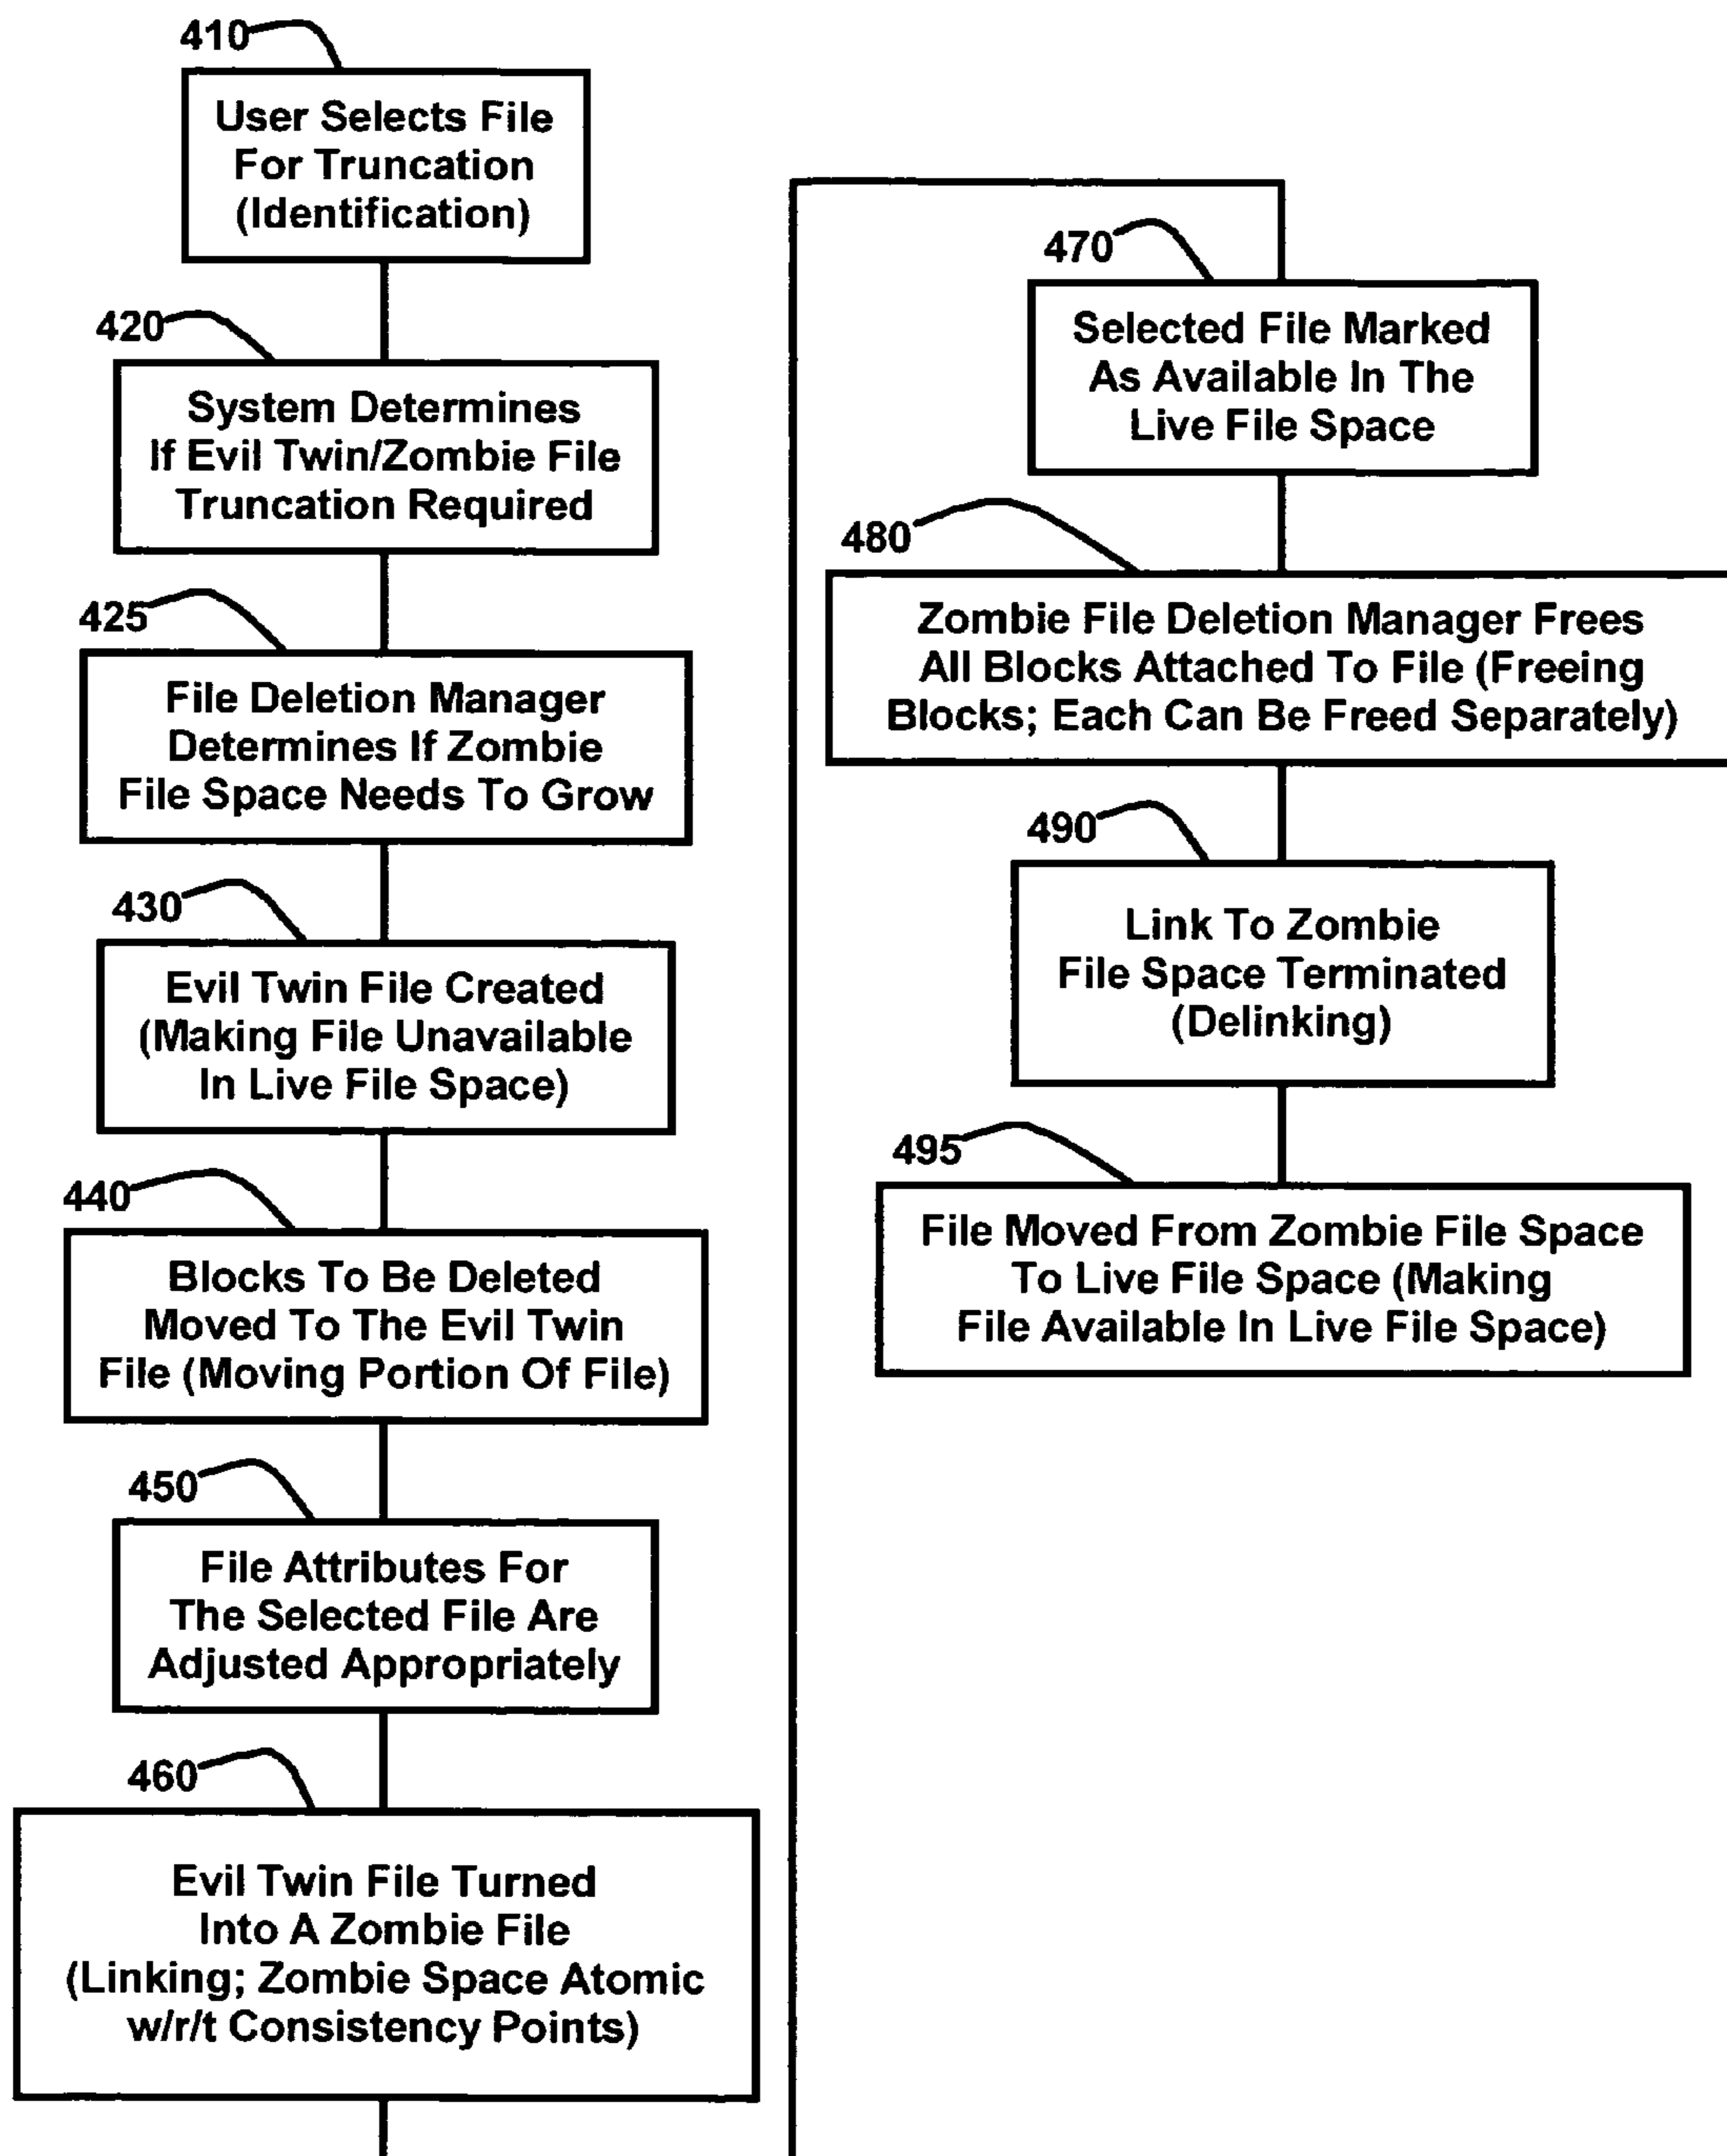 410
User Selects File
For Truncation
(Identification)
420
System Determines
If Evil Twin/Zombie File
Truncation Required
425
File Deletion Manager
Determines If Zombie
File Space Needs To Grow
430
Evil Twin File Created
(Making File Unavailable
In Live File Space)
440
Blocks To Be Deleted
Moved To The Evil Twin
File (Moving Portion Of File)
450
File Attributes For
The Selected File Are
Adjusted Appropriately
460
Evil Twin File Turned
Into A Zombie File
(Linking; Zombie Space Atomic
w/r/t Consistency Points)
470
Selected File Marked
As Available In The
Live File Space
480
Zombie File Deletion Manager Frees
All Blocks Attached To File (Freeing
Blocks; Each Can Be Freed Separately)
490
Link To Zombie
File Space Terminated
(Delinking)
495
File Moved From Zombie File Space
To Live File Space (Making
File Available In Live File Space)